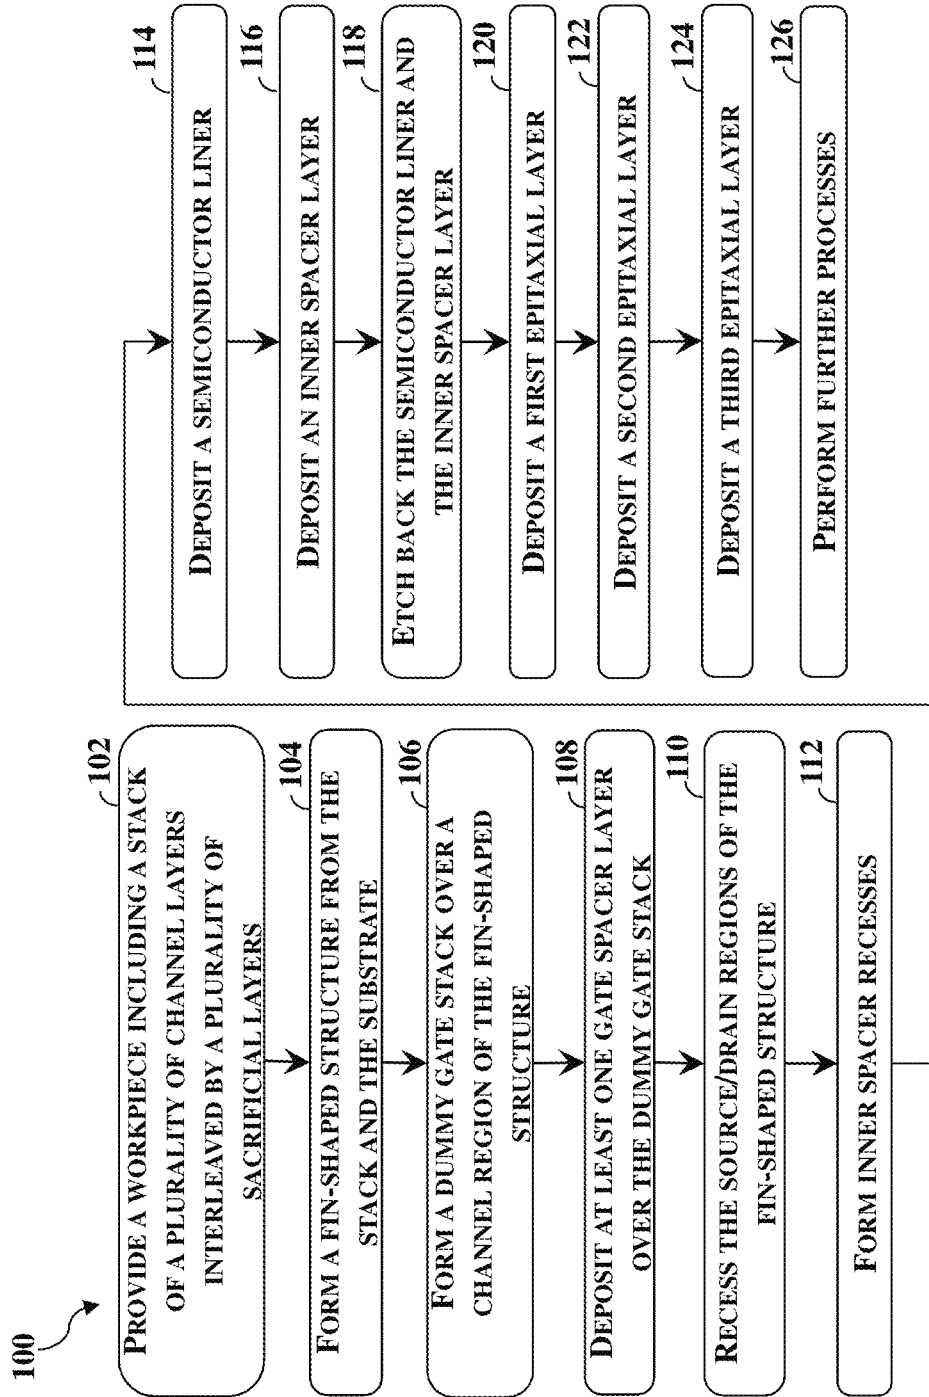 100
102
PROVIDE A WORKPIECE INCLUDING A STACK
OF A PLURALITY OF CHANNEL LAYERS
INTERLEAVED BY A PLURALITY OF
SACRIFICIAL LAYERS
104
FORM A FIN-SHAPED STRUCTURE FROM THE
STACK AND THE SUBSTRATE
106
FORM A DUMMY GATE STACK OVER A
CHANNEL REGION OF THE FIN-SHAPED
STRUCTURE
108
DEPOSIT AT LEAST ONE GATE SPACER LAYER
OVER THE DUMMY GATE STACK
110
RECESS THE SOURCE/DRAIN REGIONS OF THE
FIN-SHAPED STRUCTURE
112
FORM INNER SPACER RECESSES
114
DEPOSIT A SEMICONDUCTOR LINER
116
DEPOSIT AN INNER SPACER LAYER
118
ETCH BACK THE SEMICONDUCTOR LINER AND
THE INNER SPACER LAYER
120
DEPOSIT A FIRST EPITAXIAL LAYER
122
DEPOSIT A SECOND EPITAXIAL LAYER
124
DEPOSIT A THIRD EPITAXIAL LAYER
126
PERFORM FURTHER PROCESSES